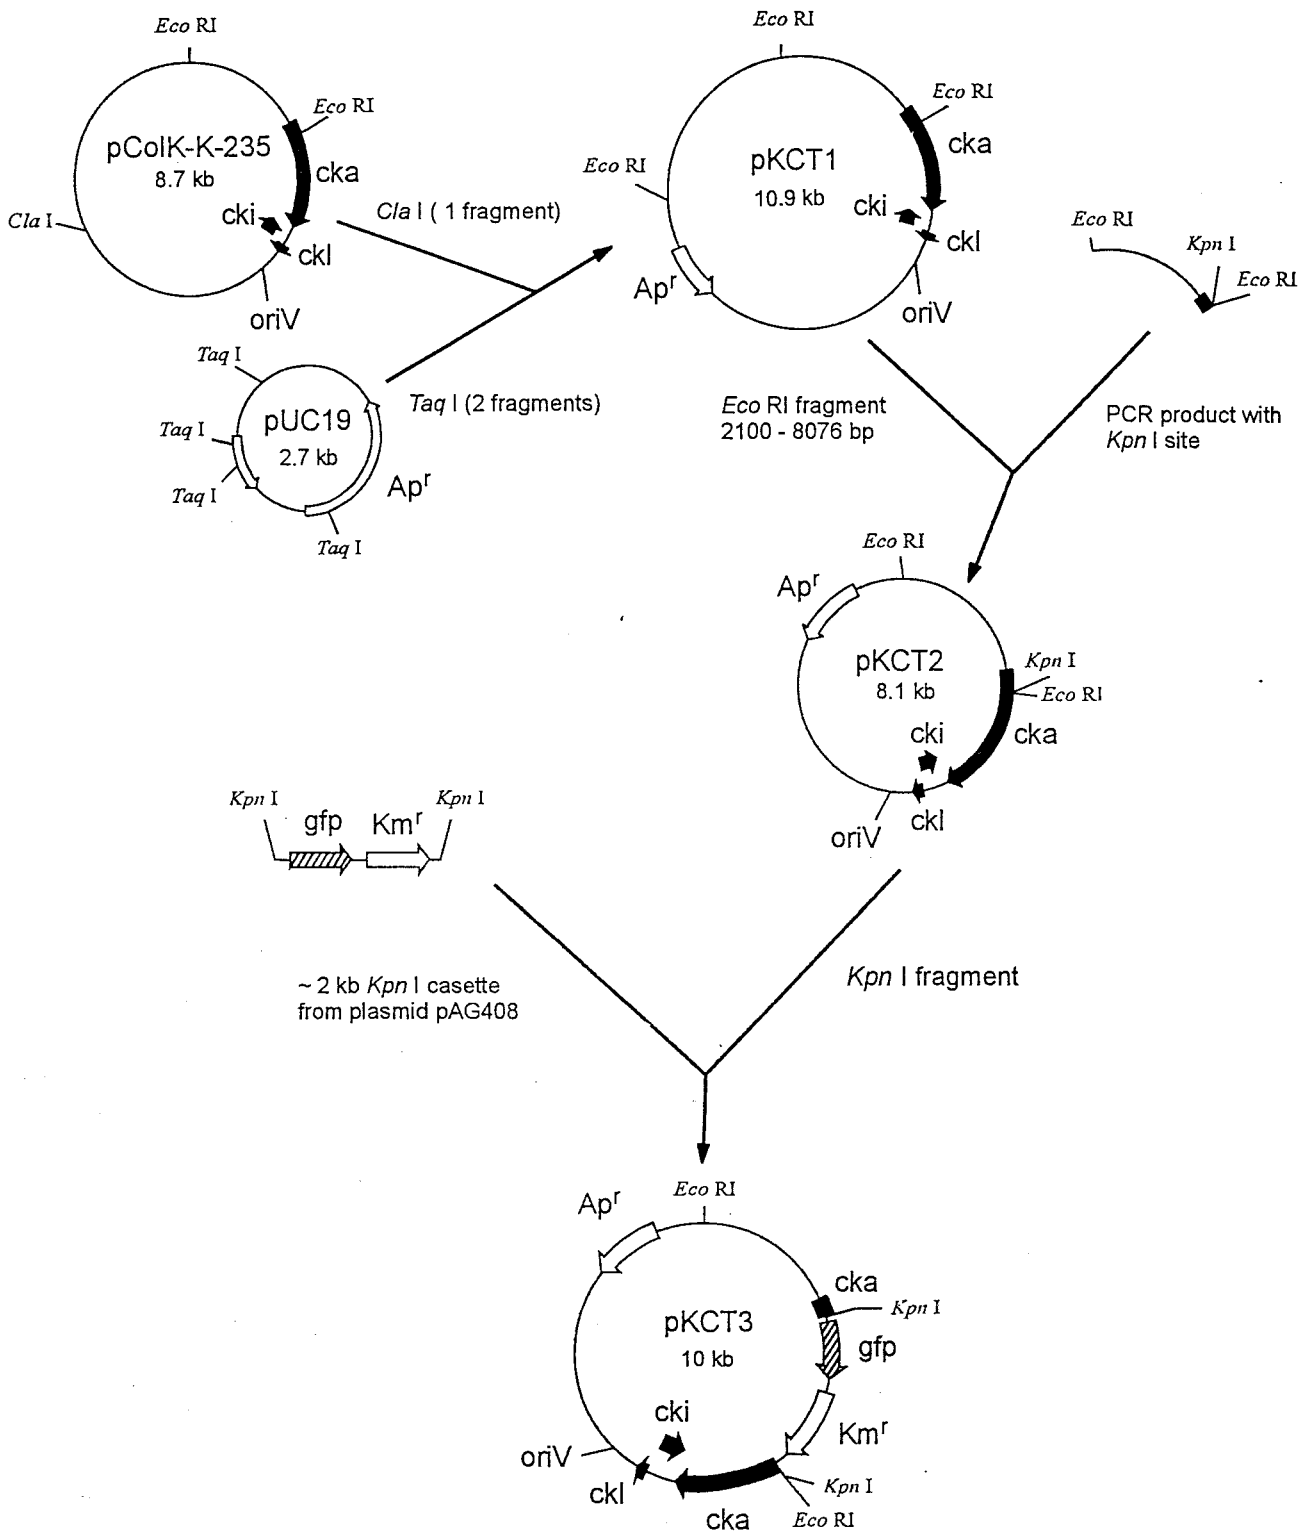 Eco RI
Eco RI
pColK-K-235
8.7 kb
cka
cki
ckl
Cla I
oriV
Cla I ( 1 fragment)
Eco RI
Eco RI
pKCT1
10.9 kb
cka
Eco RI
cki
ckl
Apʳ
oriV
Eco RI
Kpn I
Eco RI
Taq I
pUC19
2.7 kb
Taq I
Taq I
Apʳ
Taq I
Taq I (2 fragments)
Eco RI fragment
2100 - 8076 bp
PCR product with
Kpn I site
Eco RI
Apʳ
pKCT2
8.1 kb
Kpn I
Eco RI
cki
cka
ckl
oriV
Kpn I
gfp
Kmʳ
Kpn I
~ 2 kb Kpn I casette
from plasmid pAG408
Kpn I fragment
Eco RI
Apʳ
cka
Kpn I
pKCT3
10 kb
gfp
cki
Kmʳ
oriV
ckl
cka
Kpn I
Eco RI